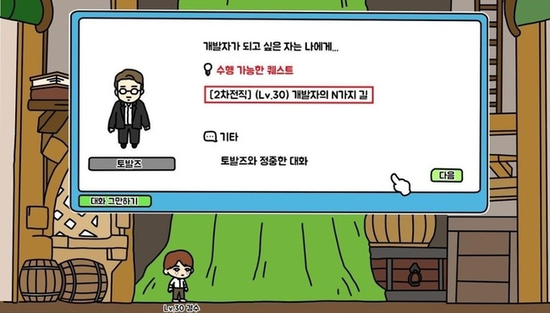 개발자가 되고 싶은 자는 나에게...
수행 가능한 퀘스트
[2차전직] (Lv.30) 개발자의 N가지 길
기타
토발즈와 정중한 대화
토발즈
다음
대화 그만하기
Lv.30 검수